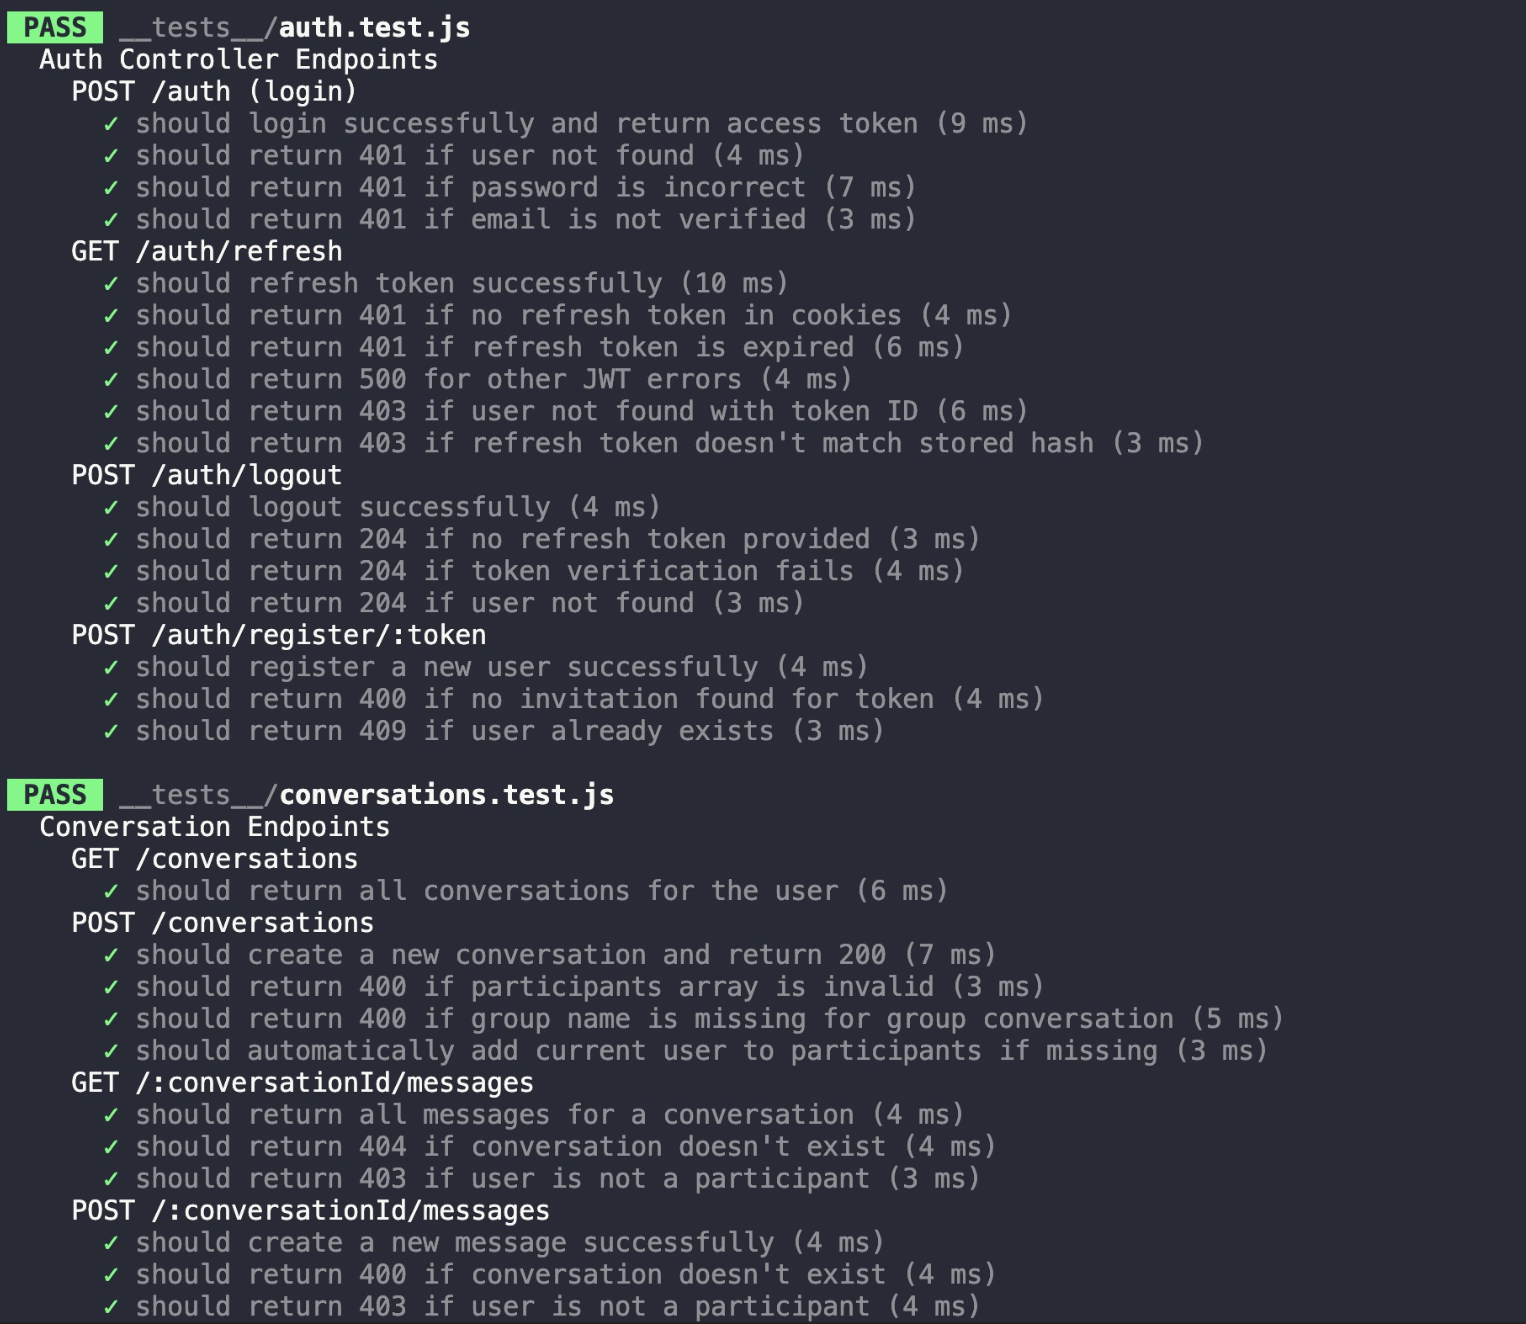 PASS __tests__/auth.test.js
Auth Controller Endpoints
POST /auth (login)
✓ should login successfully and return access token (9 ms)
✓ should return 401 if user not found (4 ms)
✓ should return 401 if password is incorrect (7 ms)
✓ should return 401 if email is not verified (3 ms)
GET /auth/refresh
✓ should refresh token successfully (10 ms)
✓ should return 401 if no refresh token in cookies (4 ms)
✓ should return 401 if refresh token is expired (6 ms)
✓ should return 500 for other JWT errors (4 ms)
✓ should return 403 if user not found with token ID (6 ms)
✓ should return 403 if refresh token doesn't match stored hash (3 ms)
POST /auth/logout
✓ should logout successfully (4 ms)
✓ should return 204 if no refresh token provided (3 ms)
✓ should return 204 if token verification fails (4 ms)
✓ should return 204 if user not found (3 ms)
POST /auth/register/:token
✓ should register a new user successfully (4 ms)
✓ should return 400 if no invitation found for token (4 ms)
✓ should return 409 if user already exists (3 ms)
PASS __tests__/conversations.test.js
Conversation Endpoints
GET /conversations
✓ should return all conversations for the user (6 ms)
POST /conversations
✓ should create a new conversation and return 200 (7 ms)
✓ should return 400 if participants array is invalid (3 ms)
✓ should return 400 if group name is missing for group conversation (5 ms)
✓ should automatically add current user to participants if missing (3 ms)
GET /:conversationId/messages
✓ should return all messages for a conversation (4 ms)
✓ should return 404 if conversation doesn't exist (4 ms)
✓ should return 403 if user is not a participant (3 ms)
POST /:conversationId/messages
✓ should create a new message successfully (4 ms)
✓ should return 400 if conversation doesn't exist (4 ms)
✓ should return 403 if user is not a participant (4 ms)